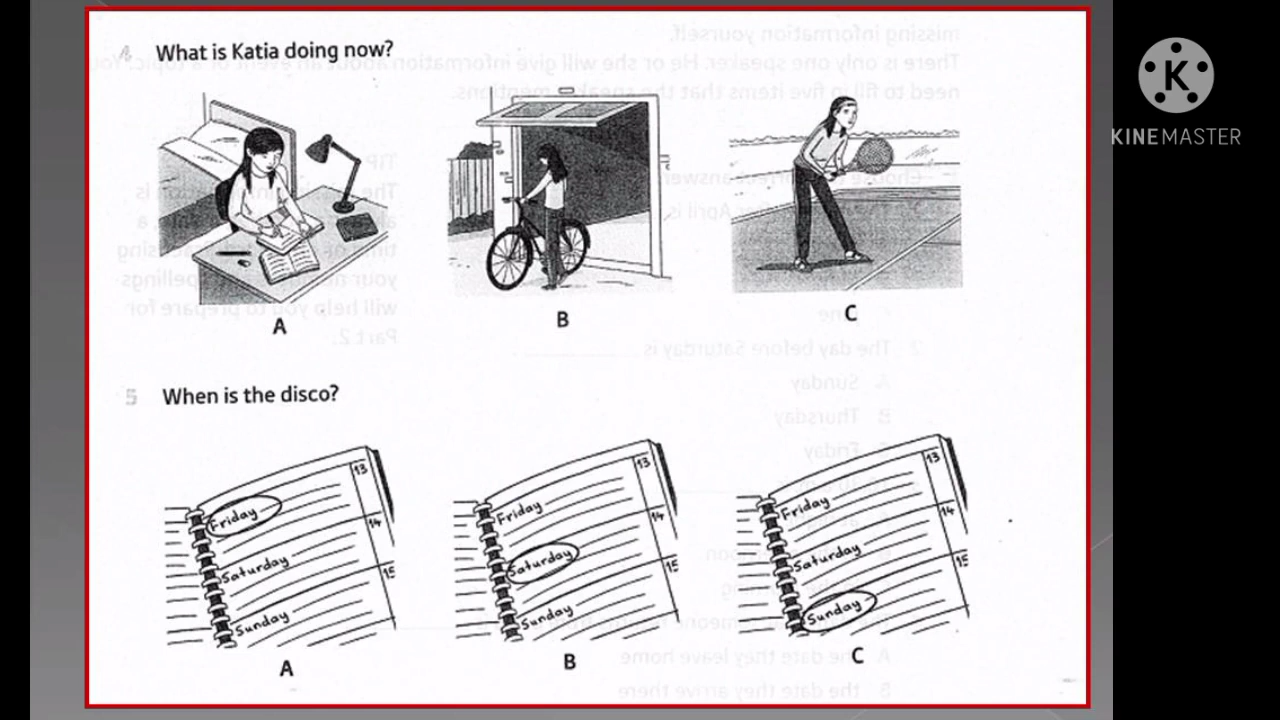 4 What is Katia doing now?
A
B
C
5 When is the disco?
Friday
Saturday
Sunday
13
14
15
A
Friday
Saturday
Sunday
13
14
15
B
Friday
Saturday
Sunday
13
14
15
C
K
KINEMASTER